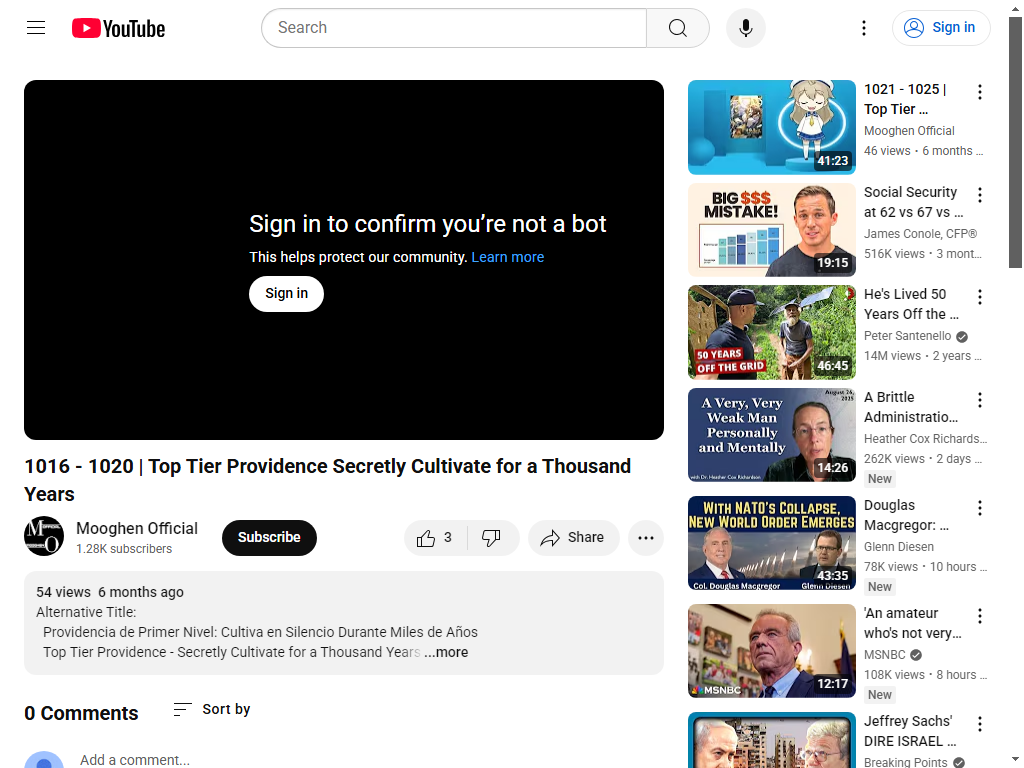 YouTube
Search
Sign in
Sign in to confirm you’re not a bot
This helps protect our community. Learn more
Sign in
1016 - 1020 | Top Tier Providence Secretly Cultivate for a Thousand
Years
Mooghen Official
1.28K subscribers
Subscribe
3
Share
54 views 6 months ago
Alternative Title:
Providencia de Primer Nivel: Cultiva en Silencio Durante Miles de Años
Top Tier Providence - Secretly Cultivate for a Thousand Years ...more
0 Comments
Sort by
Add a comment...
41:23
1021 - 1025 |
Top Tier ...
Mooghen Official
46 views • 6 months ...
BIG $$$
MISTAKE!
19:15
Social Security
at 62 vs 67 vs ...
James Conole, CFP®
516K views • 3 mont...
50 YEARS
OFF THE GRID
46:45
He's Lived 50
Years Off the ...
Peter Santenello
14M views • 2 years ...
August 26,
2025
A Very, Very
Weak Man
Personally
and Mentally
with Dr. Heather Cox Richardson
14:26
A Brittle
Administratio...
Heather Cox Richards...
262K views • 2 days ...
New
WITH NATO'S COLLAPSE,
NEW WORLD ORDER EMERGES
Col. Douglas Macgregor
Glenn Diesen
43:35
Douglas
Macgregor: ...
Glenn Diesen
78K views • 10 hours ...
New
MSNBC
12:17
'An amateur
who's not very...
MSNBC
108K views • 8 hours ...
New
Jeffrey Sachs'
DIRE ISRAEL ...
Breaking Points